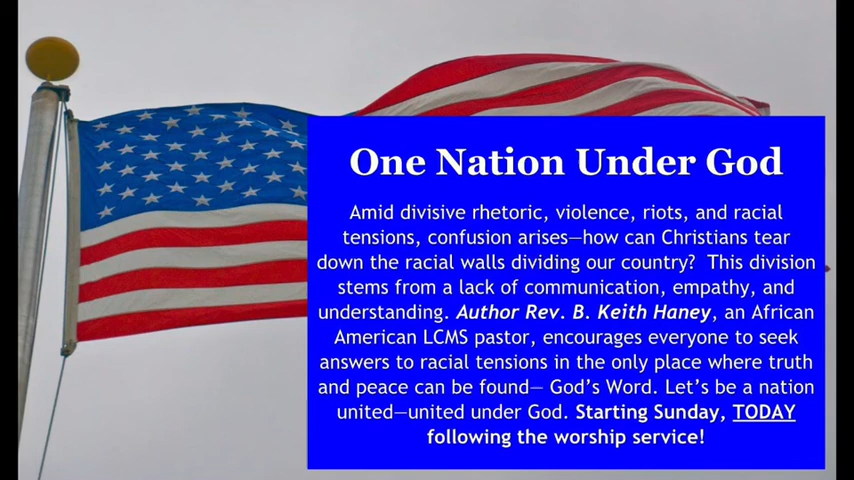 One Nation Under God
Amid divisive rhetoric, violence, riots, and racial
tensions, confusion arises—how can Christians tear
down the racial walls dividing our country?  This division
stems from a lack of communication, empathy, and
understanding. Author Rev. B. Keith Haney, an African
American LCMS pastor, encourages everyone to seek
answers to racial tensions in the only place where truth
and peace can be found— God’s Word. Let’s be a nation
united—united under God. Starting Sunday, TODAY
following the worship service!